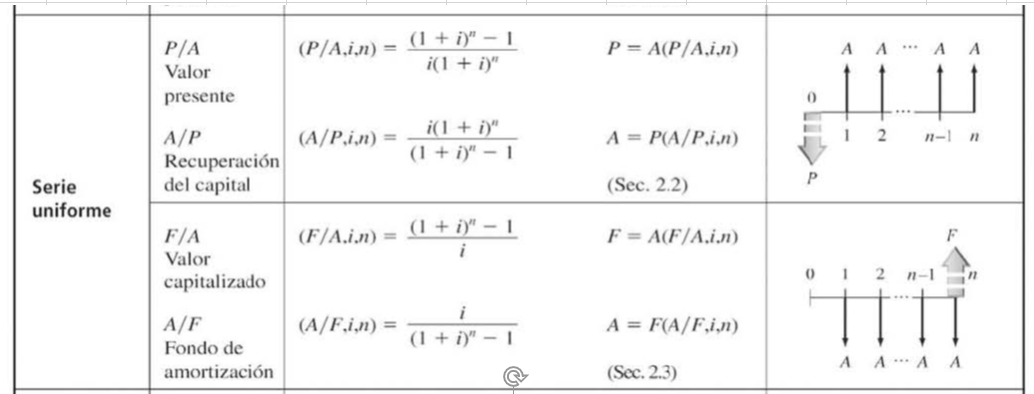 Serie
uniforme
P/A
Valor
presente
(P/A,i,n) = (1 + i)ⁿ − 1 / i(1 + i)ⁿ
P = A(P/A,i,n)
A/P
Recuperación
del capital
(A/P,i,n) = i(1 + i)ⁿ / (1 + i)ⁿ − 1
A = P(A/P,i,n)
(Sec. 2.2)
A A ··· A A
0
1 2 ··· n−1 n
P
F/A
Valor
capitalizado
(F/A,i,n) = (1 + i)ⁿ − 1 / i
F = A(F/A,i,n)
A/F
Fondo de
amortización
(A/F,i,n) = i / (1 + i)ⁿ − 1
A = F(A/F,i,n)
(Sec. 2.3)
F
0 1 2 n−1 n
···
A A ··· A A